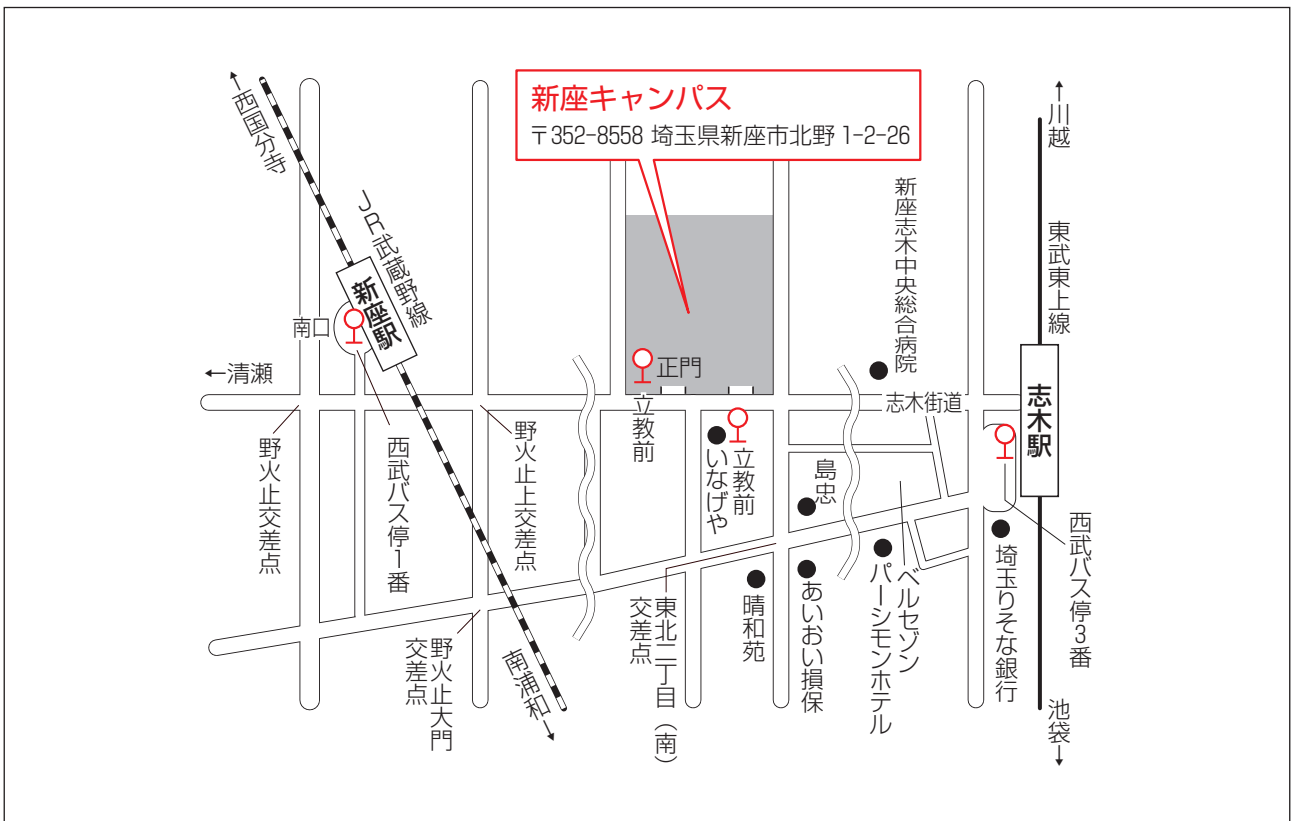 新座キャンパス
〒352-8558 埼玉県新座市北野 1-2-26
←西国分寺
JR武蔵野線
新座駅
南口
←清瀬
野火止交差点
西武バス停1番
野火止上交差点
野火止大門
交差点
南浦和→
正門
立教前
いなげや
立教前
東北二丁目（南）
交差点
晴和苑
島忠
あいおい損保
新座志木中央総合病院
志木街道
ベルセゾン
パーシモンホテル
埼玉りそな銀行
西武バス停3番
志木駅
東武東上線
←川越
池袋→